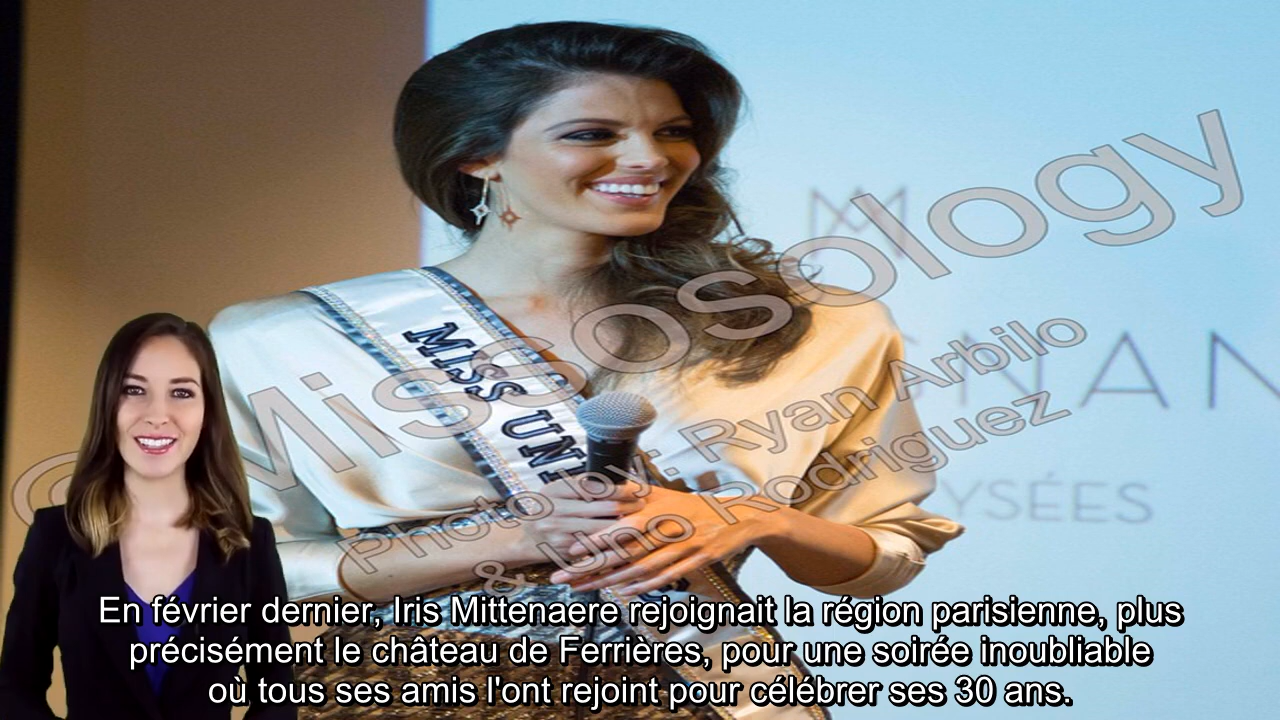 © Missosology
Photo by: Ryan Arbilo
& Uno Rodriguez
MISS UNI
YSÉES
En février dernier, Iris Mittenaere rejoignait la région parisienne, plus
précisément le château de Ferrières, pour une soirée inoubliable
où tous ses amis l'ont rejoint pour célébrer ses 30 ans.